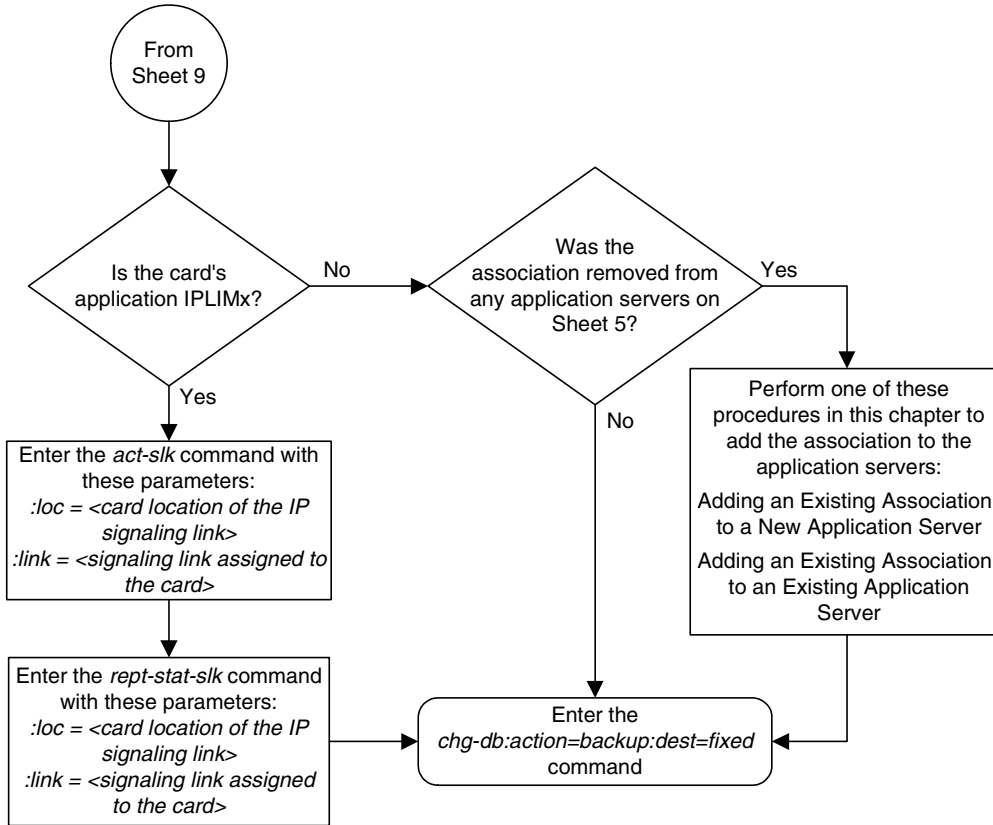 From
Sheet 9
Is the card's
application IPLIMx?
No
Was the
association removed from
any application servers on
Sheet 5?
Yes
Yes
No
Enter the act-slk command with
these parameters:
:loc = <card location of the IP
signaling link>
:link = <signaling link assigned to
the card>
Perform one of these
procedures in this chapter to
add the association to the
application servers:
Adding an Existing Association
to a New Application Server
Adding an Existing Association
to an Existing Application
Server
Enter the rept-stat-slk command
with these parameters:
:loc = <card location of the IP
signaling link>
:link = <signaling link assigned
to the card>
Enter the
chg-db:action=backup:dest=fixed
command